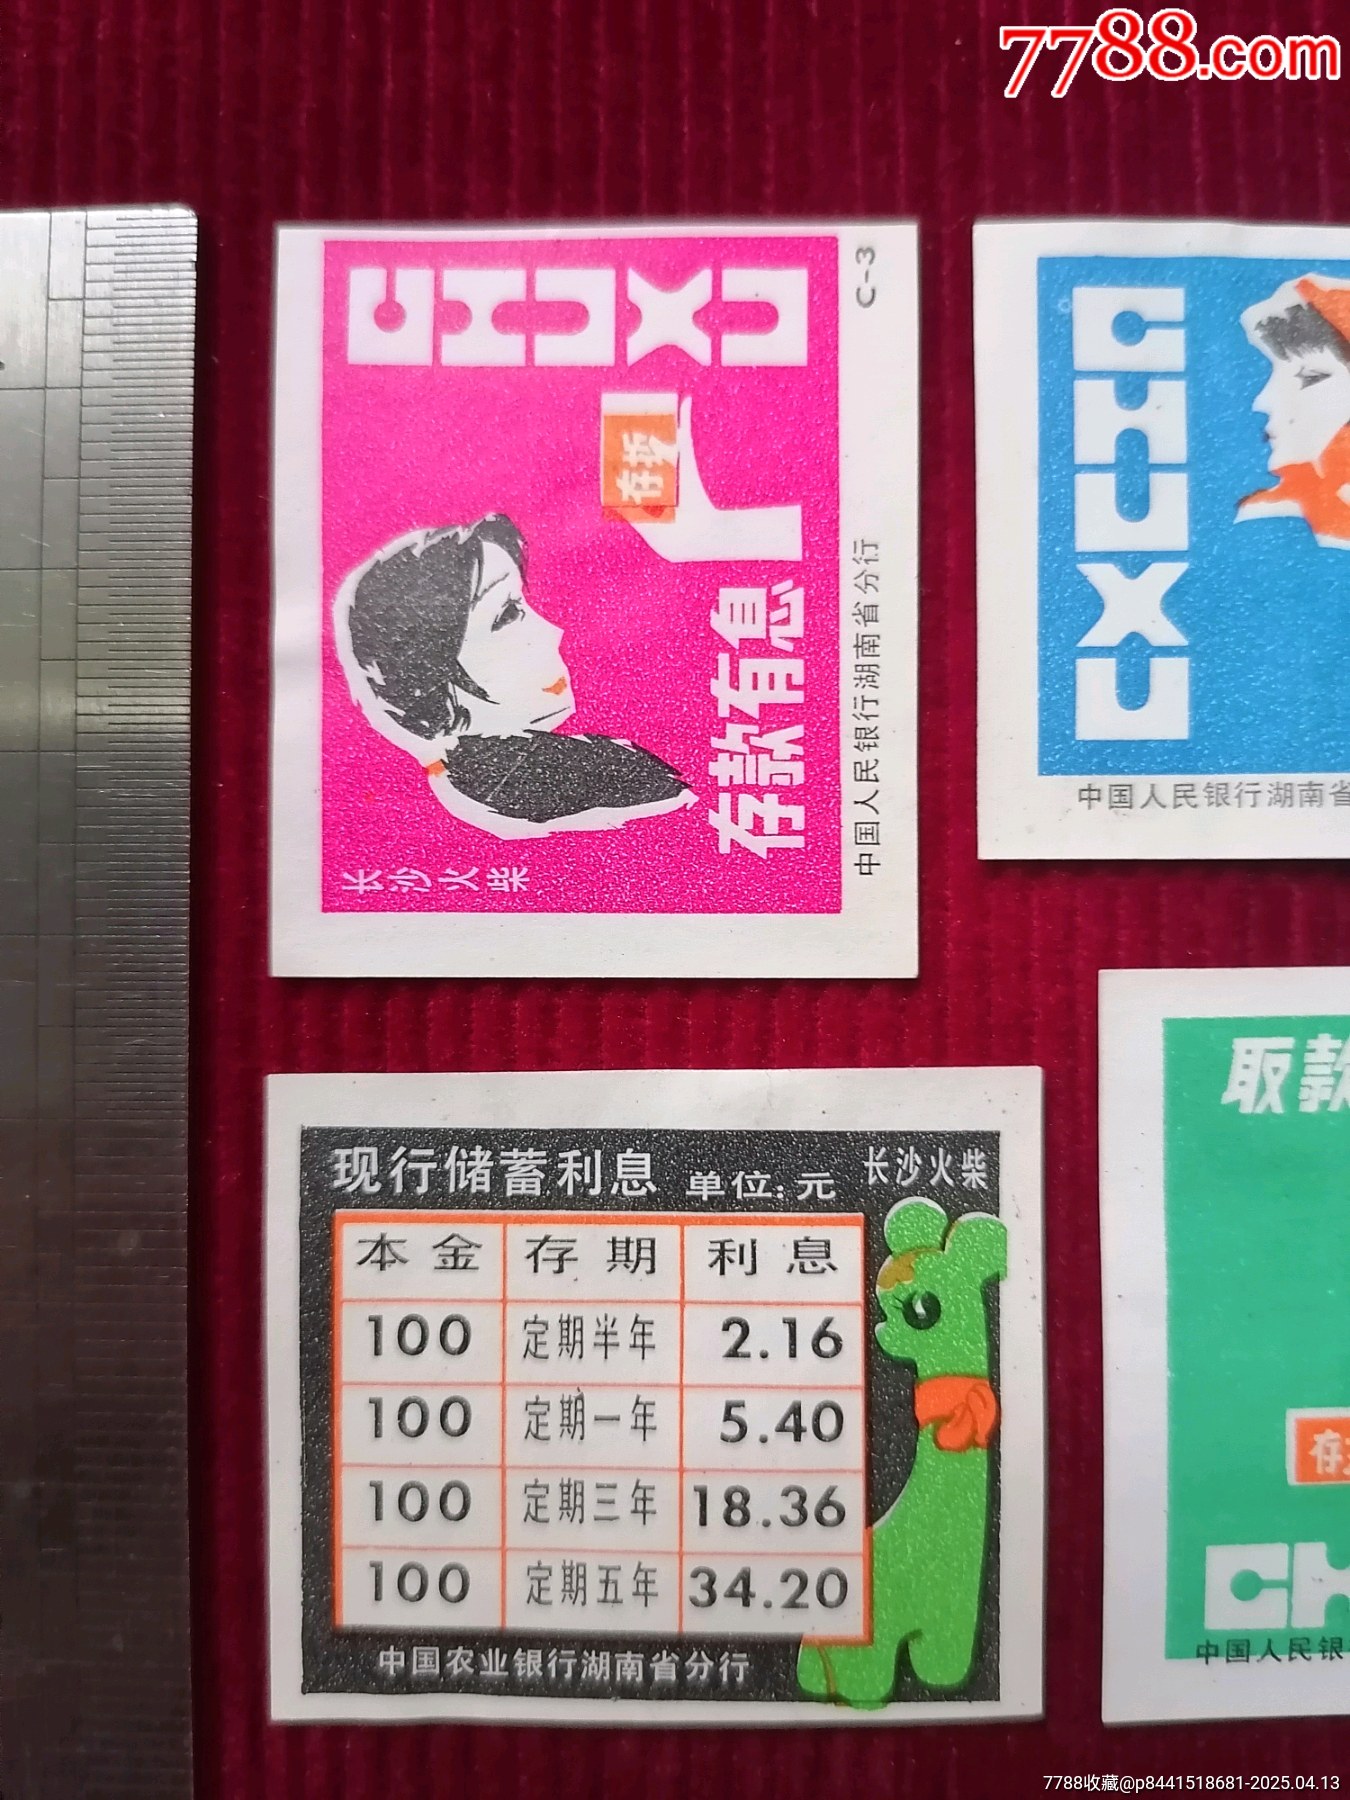 7788.com
CHUXU
C-3
存折
存款有息
长沙火柴
中国人民银行湖南省分行
CHUXU
中国人民银行湖南省
现行储蓄利息 单位:元 长沙火柴
本金 存期 利息
100 定期半年 2.16
100 定期一年 5.40
100 定期三年 18.36
100 定期五年 34.20
中国农业银行湖南省分行
取款
存
CH
中国人民银
7788收藏@p8441518681-2025.04.13